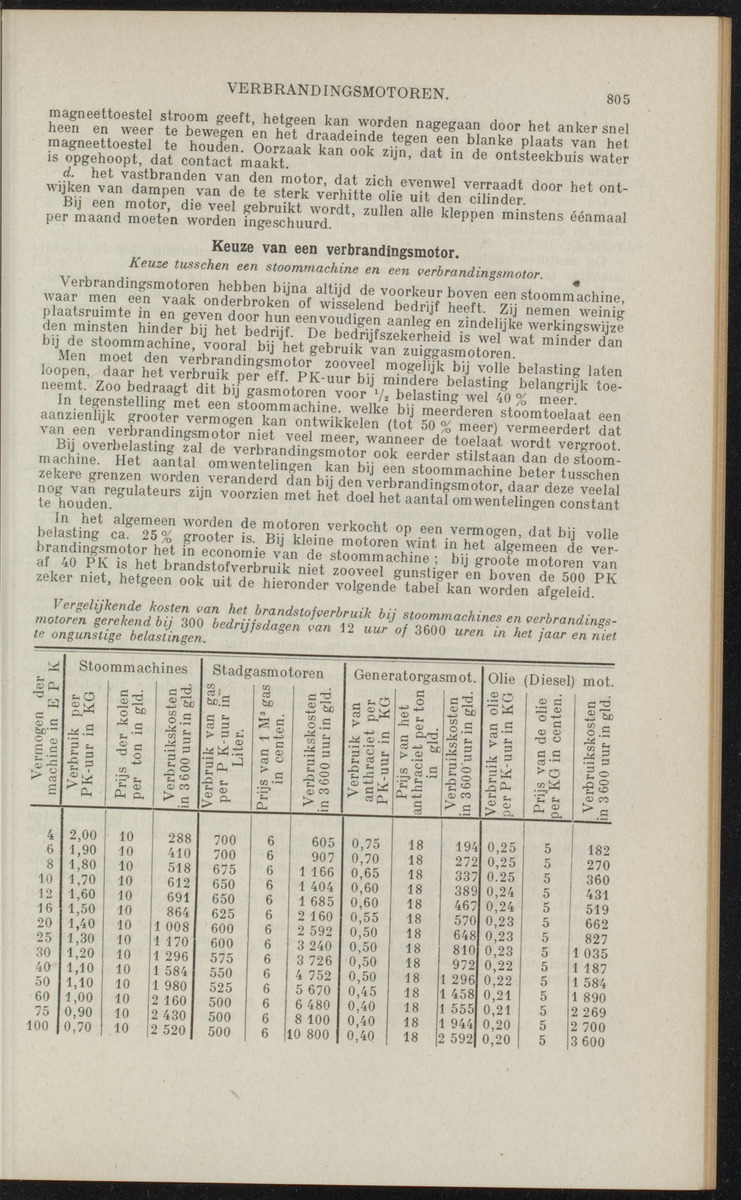 VERBRANDINGSMOTOREN. 805
magneettoestel stroom geeft, hetgeen kan worden nagegaan door het anker snel
heen en weer te bewegen en het draadeinde tegen een blanke plaats van het
magneettoestel te houden. Oorzaak kan ook zijn, dat in de ontsteekbuis water
is opgehoopt, dat contact maakt.
d. het vastbranden van den motor, dat zich evenwel verraadt door het ont-
wijken van dampen van de te sterk verhitte olie uit den cilinder.
Bij een motor, die veel gebruikt wordt, zullen alle kleppen minstens éénmaal
per maand moeten worden ingeschuurd.
Keuze van een verbrandingsmotor.
Keuze tusschen een stoommachine en een verbrandingsmotor.
Verbrandingsmotoren hebben bijna altijd de voorkeur boven een stoommachine,
waar men een vaak onderbroken of wisselend bedrijf heeft. Zij nemen weinig
plaatsruimte in en geven door hun eenvoudigen aanleg en zindelijke werkingswijze
den minsten hinder bij het bedrijf. De bedrijfszekerheid is wel wat minder dan
bij de stoommachine, vooral bij het gebruik van zuiggasmotoren.
Men moet den verbrandingsmotor zooveel mogelijk bij volle belasting laten
loopen, daar het verbruik per eff. PK-uur bij mindere belasting belangrijk toe-
neemt. Zoo bedraagt dit bij gasmotoren voor 1/2 belasting wel 40 % meer.
In tegenstelling met een stoommachine. welke bij meerderen stoomtoelaat een
aanzienlijk grooter vermogen kan ontwikkelen (tot 50 % meer) vermeerdert dat
van een verbrandingsmotor niet veel meer, wanneer de toelaat wordt vergroot.
Bij overbelasting zal de verbrandingsmotor ook eerder stilstaan dan de stoom-
machine. Het aantal omwentelingen kan bij een stoommachine beter tusschen
zekere grenzen worden veranderd dan bij den verbrandingsmotor, daar deze veelal
nog van regulateurs zijn voorzien met het doel het aantal omwentelingen constant
te houden.
In het algemeen worden de motoren verkocht op een vermogen, dat bij volle
belasting ca. 25 % grooter is. Bij kleine motoren wint in het algemeen de ver-
brandingsmotor het in economie van de stoommachine ; bij groote motoren van
af 40 PK is het brandstofverbruik niet zooveel gunstiger en boven de 500 PK
zeker niet, hetgeen ook uit de hieronder volgende tabel kan worden afgeleid.
Vergelijkende kosten van het brandstofverbruik bij stoommachines en verbrandings-
motoren gerekend bij 300 bedrijfsdagen van 12 uur of 3600 uren in het jaar en niet
te ongunstige belastingen.
Vermogen der
machine in E P K
Stoommachines
Stadgasmotoren
Generatorgasmot.
Olie (Diesel) mot.
Verbruik per
PK-uur in KG
Prijs der kolen
per ton in gld.
Verbruikskosten
in 3600 uur in gld.
Verbruik van gas
per P K-uur in
Liter.
Prijs van 1 M³ gas
in centen.
Verbruikskosten
in 3600 uur in gld.
Verbruik van
anthraciet per
PK-uur in KG
Prijs van het
anthraciet per ton
in gld.
Verbruikskosten
in 3600 uur in gld.
Verbruik van olie
per PK-uur in KG
Prijs van de olie
per KG in centen.
Verbruikskosten
in 3600 uur in gld.
4 2,00 10 288 700 6 605 0,75 18 194 0,25 5 182
6 1,90 10 410 700 6 907 0,70 18 272 0,25 5 270
8 1,80 10 518 675 6 1 166 0,65 18 337 0.25 5 360
10 1,70 10 612 650 6 1 404 0,60 18 389 0,24 5 431
12 1,60 10 691 650 6 1 685 0,60 18 467 0,24 5 519
16 1,50 10 864 625 6 2 160 0,55 18 570 0,23 5 662
20 1,40 10 1 008 600 6 2 592 0,50 18 648 0,23 5 827
25 1,30 10 1 170 600 6 3 240 0,50 18 810 0,23 5 1 035
30 1,20 10 1 296 575 6 3 726 0,50 18 972 0,22 5 1 187
40 1,10 10 1 584 550 6 4 752 0,50 18 1 296 0,22 5 1 584
50 1,10 10 1 980 525 6 5 670 0,45 18 1 458 0,21 5 1 890
60 1,00 10 2 160 500 6 6 480 0,40 18 1 555 0,21 5 2 269
75 0,90 10 2 430 500 6 8 100 0,40 18 1 944 0,20 5 2 700
100 0,70 10 2 520 500 6 10 800 0,40 18 2 592 0,20 5 3 600